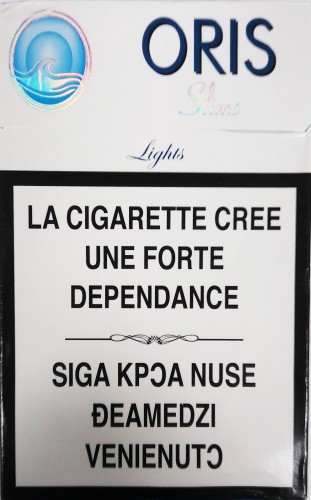 ORIS
Slims
Lights
LA CIGARETTE CREE
UNE FORTE
DEPENDANCE
SIGA KPƆA NUSE
ĐEAMEDZI
VENIENUTƆ